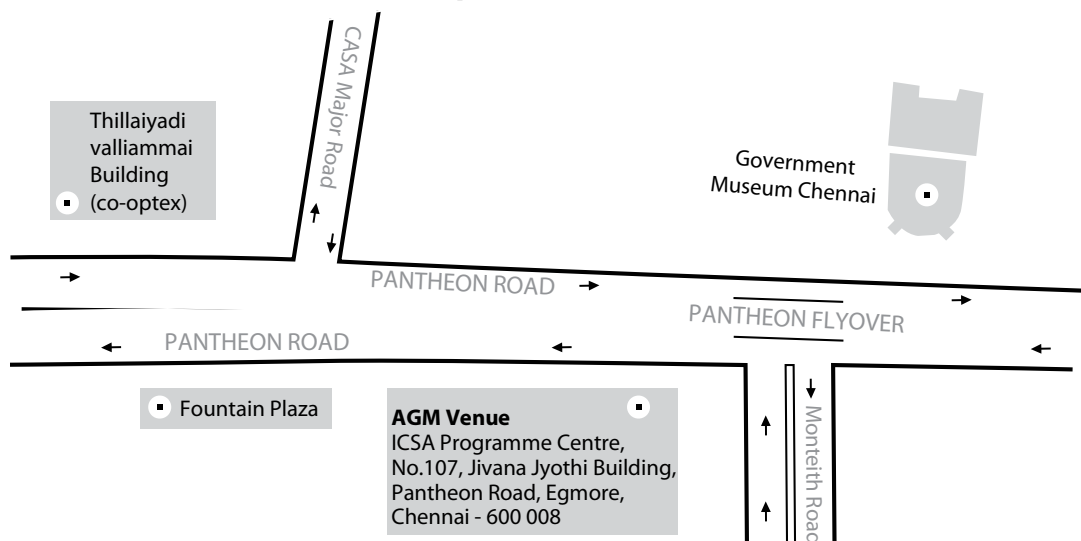 CASA Major Road
Thillaiyadi
valliammai
Building
(co-optex)
Government
Museum Chennai
PANTHEON ROAD
PANTHEON FLYOVER
PANTHEON ROAD
Fountain Plaza
AGM Venue
ICSA Programme Centre,
No.107, Jivana Jyothi Building,
Pantheon Road, Egmore,
Chennai - 600 008
Monteith Road